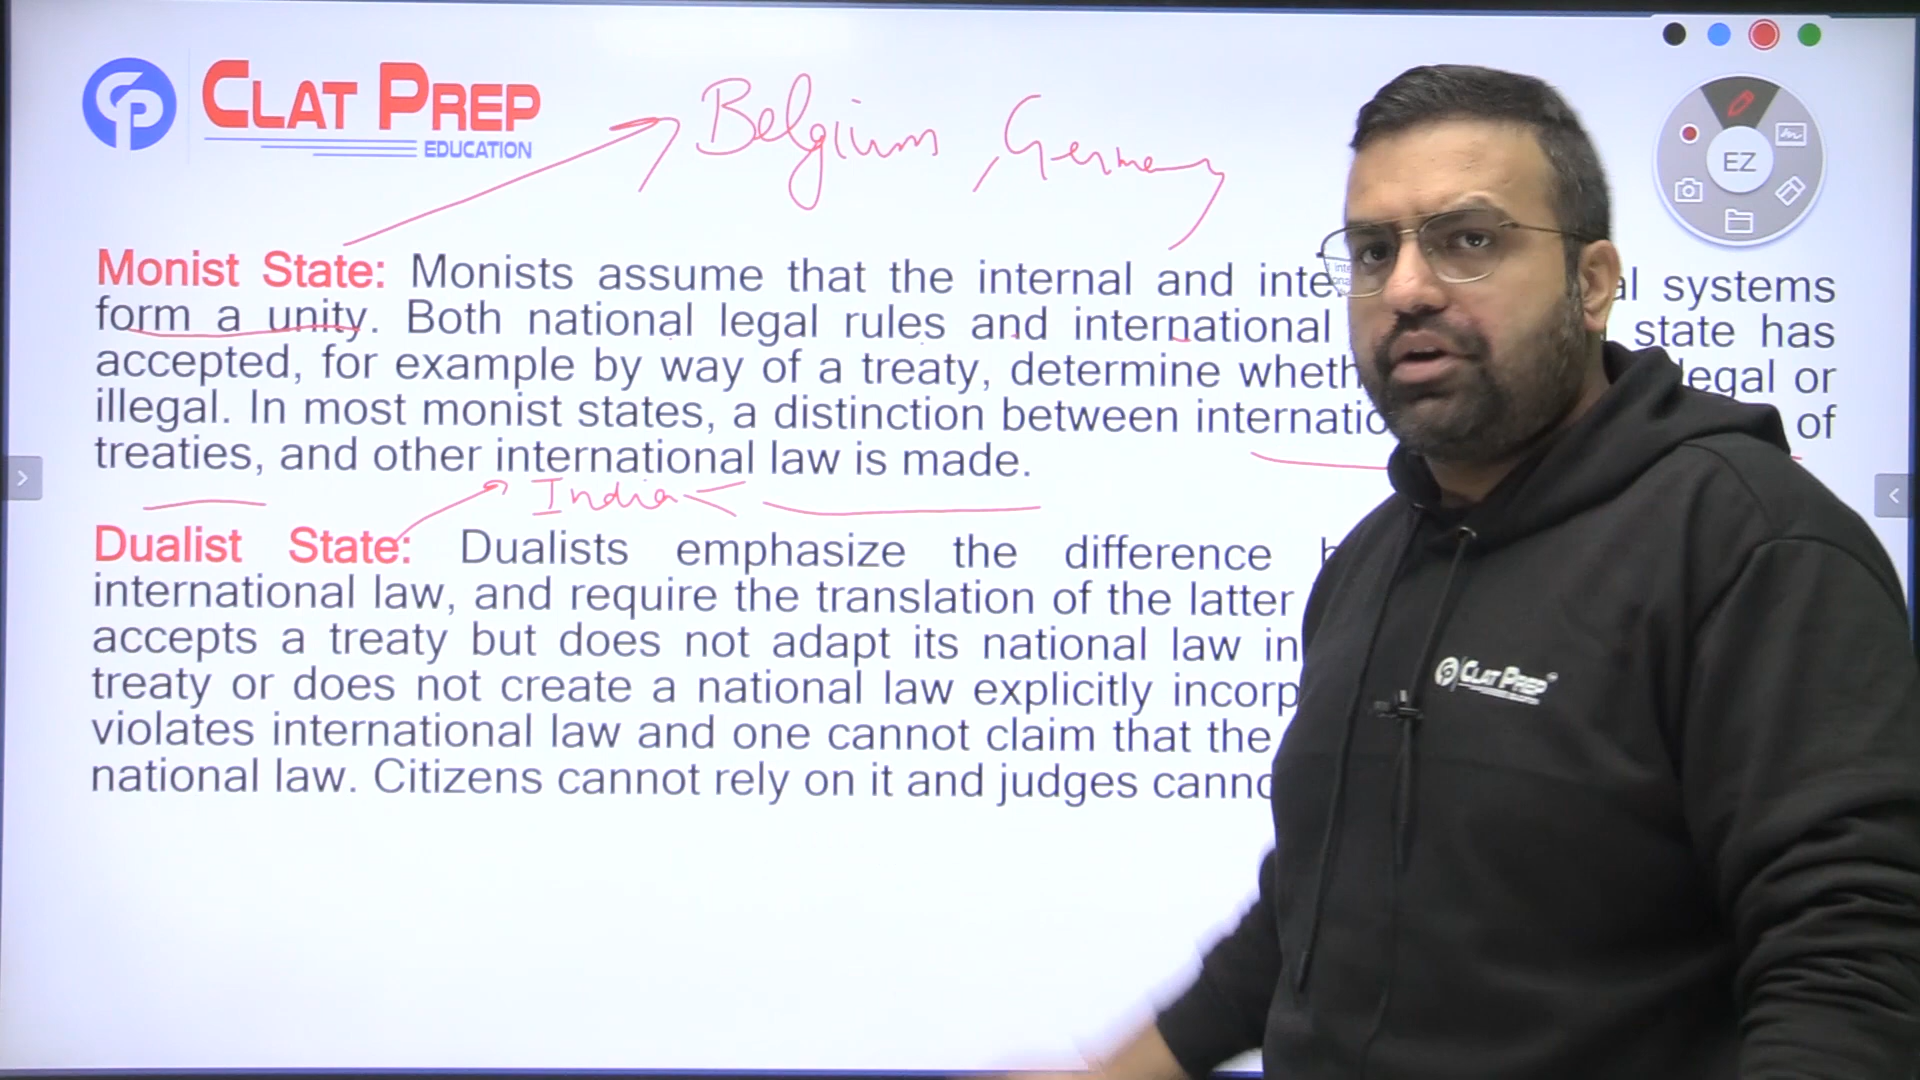 CLAT PREP
EDUCATION
Belgium, Germany
EZ
Monist State: Monists assume that the internal and inte al systems
form a unity. Both national legal rules and international state has
accepted, for example by way of a treaty, determine wheth legal or
illegal. In most monist states, a distinction between internatio of
treaties, and other international law is made.
India
Dualist State: Dualists emphasize the difference
international law, and require the translation of the latter
accepts a treaty but does not adapt its national law in
treaty or does not create a national law explicitly incorp
violates international law and one cannot claim that the
national law. Citizens cannot rely on it and judges canno
CLAT PREP